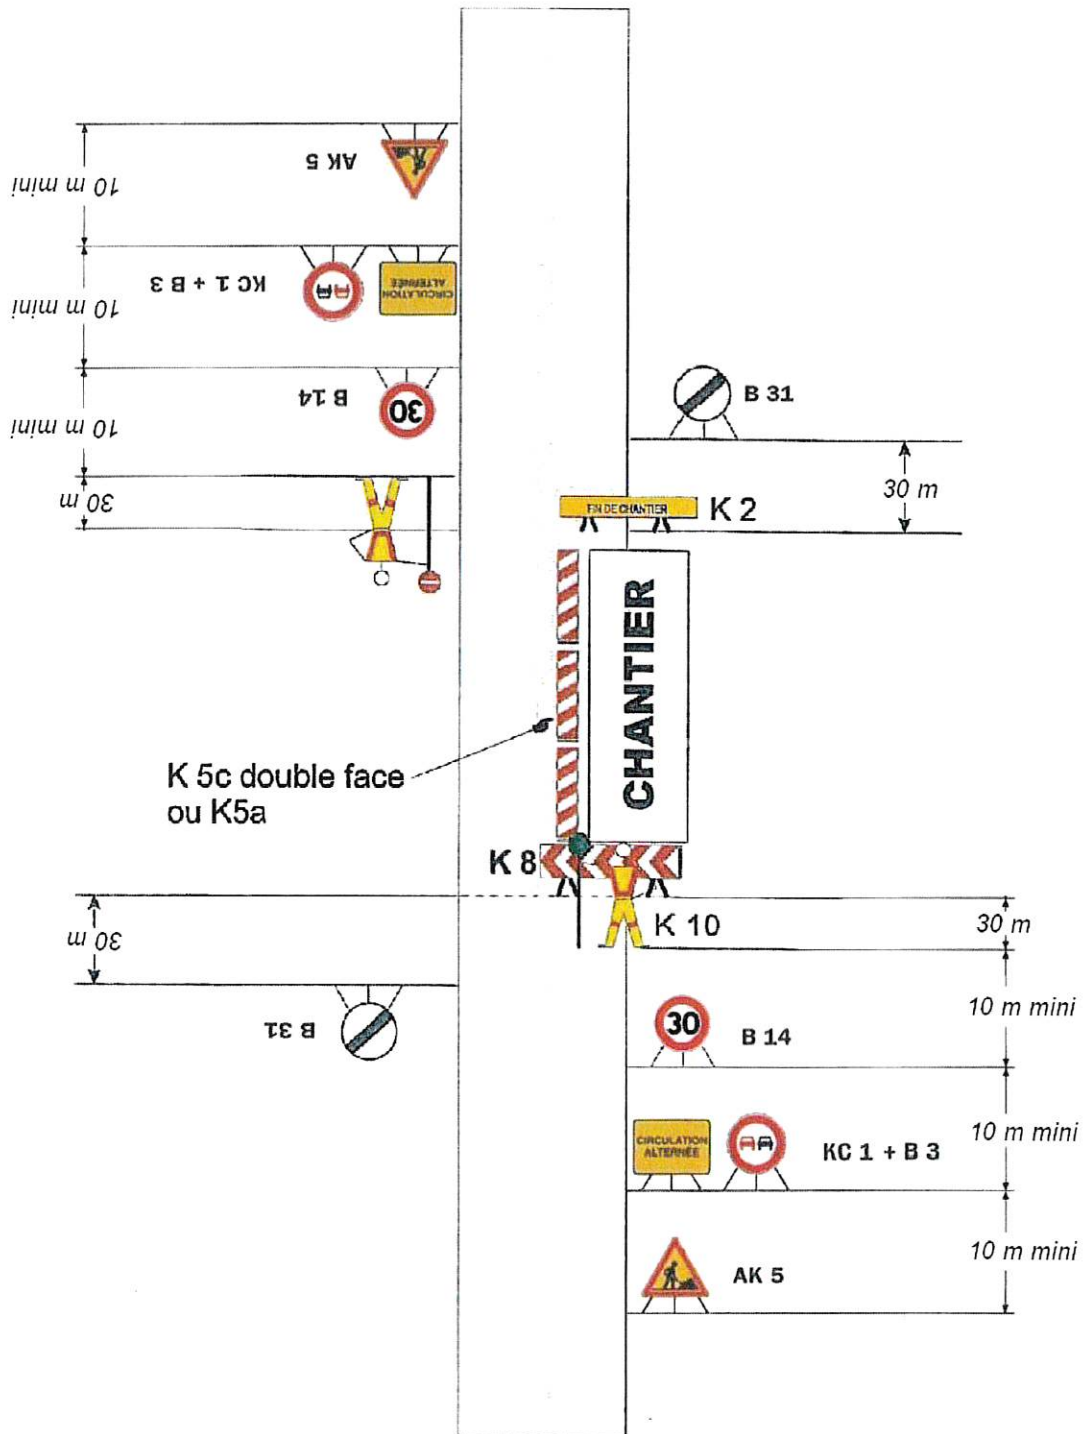 AK 5
10 m mini
KC 1 + B 3
CIRCULATION
ALTERNÉE
10 m mini
B 14
30
10 m mini
30 m
B 31
30 m
FIN DE CHANTIER
K 2
CHANTIER
K 5c double face
ou K5a
K 8
K 10
30 m
30 m
B 31
10 m mini
30
B 14
CIRCULATION
ALTERNÉE
KC 1 + B 3
10 m mini
AK 5
10 m mini